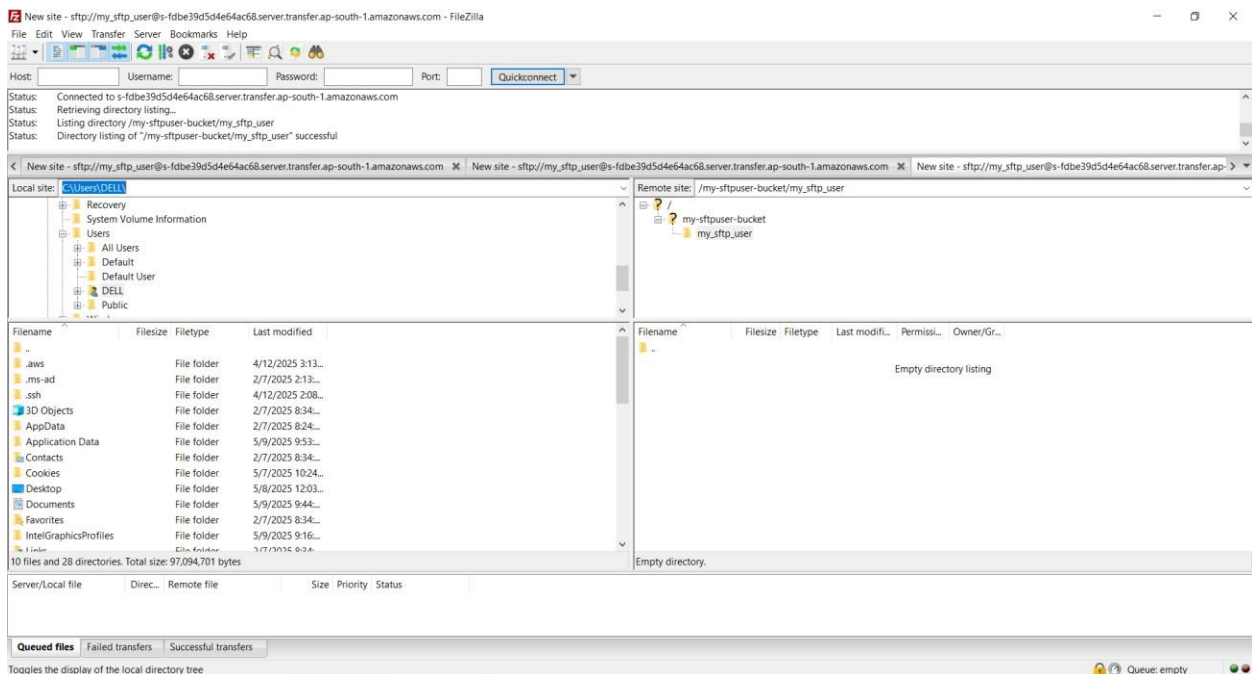 New site - sftp://my_sftp_user@s-fdbe39d5d4e64ac68.server.transfer.ap-south-1.amazonaws.com - FileZilla
File Edit View Transfer Server Bookmarks Help
Host: Username: Password: Port: Quickconnect
Status: Connected to s-fdbe39d5d4e64ac68.server.transfer.ap-south-1.amazonaws.com
Status: Retrieving directory listing...
Status: Listing directory /my-sftpuser-bucket/my_sftp_user
Status: Directory listing of "/my-sftpuser-bucket/my_sftp_user" successful
New site - sftp://my_sftp_user@s-fdbe39d5d4e64ac68.server.transfer.ap-south-1.amazonaws.com New site - sftp://my_sftp_user@s-fdbe39d5d4e64ac68.server.transfer.ap-south-1.amazonaws.com New site - sftp://my_sftp_user@s-fdbe39d5d4e64ac68.server.transfer.ap-
Local site: C:\Users\DELL\
Recovery
System Volume Information
Users
All Users
Default
Default User
DELL
Public
Remote site: /my-sftpuser-bucket/my_sftp_user
/
my-sftpuser-bucket
my_sftp_user
Filename Filesize Filetype Last modified
..
.aws File folder 4/12/2025 3:13...
.ms-ad File folder 2/7/2025 2:13:...
.ssh File folder 4/12/2025 2:08...
3D Objects File folder 2/7/2025 8:34:...
AppData File folder 2/7/2025 8:24:...
Application Data File folder 5/9/2025 9:53:...
Contacts File folder 2/7/2025 8:34:...
Cookies File folder 5/7/2025 10:24...
Desktop File folder 5/8/2025 12:03...
Documents File folder 5/9/2025 9:44:...
Favorites File folder 2/7/2025 8:34:...
IntelGraphicsProfiles File folder 5/9/2025 9:16:...
Links File folder 2/7/2025 8:34:
10 files and 28 directories. Total size: 97,094,701 bytes
Filename Filesize Filetype Last modifi... Permissi... Owner/Gr...
..
Empty directory listing
Empty directory.
Server/Local file Direc... Remote file Size Priority Status
Queued files Failed transfers Successful transfers
Toggles the display of the local directory tree Queue: empty